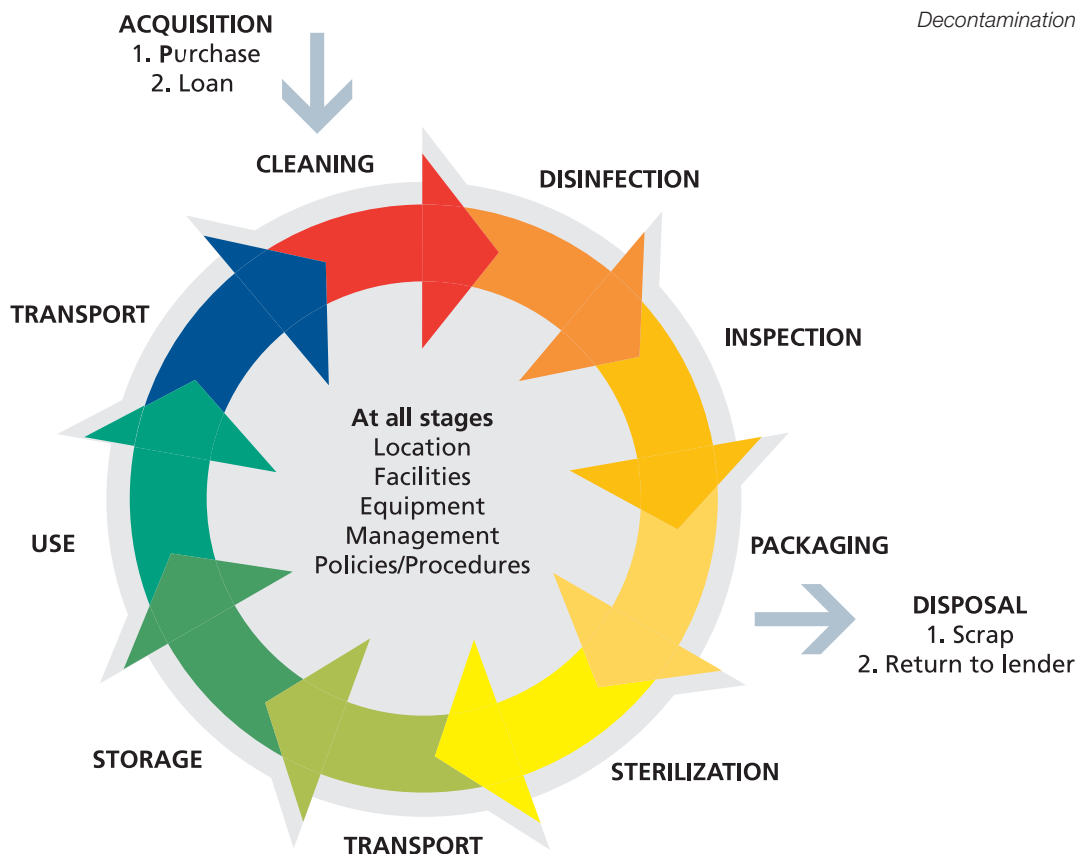 Decontamination
ACQUISITION
1. Purchase
2. Loan
CLEANING
DISINFECTION
TRANSPORT
INSPECTION
At all stages
Location
Facilities
Equipment
Management
Policies/Procedures
USE
PACKAGING
DISPOSAL
1. Scrap
2. Return to lender
STORAGE
STERILIZATION
TRANSPORT